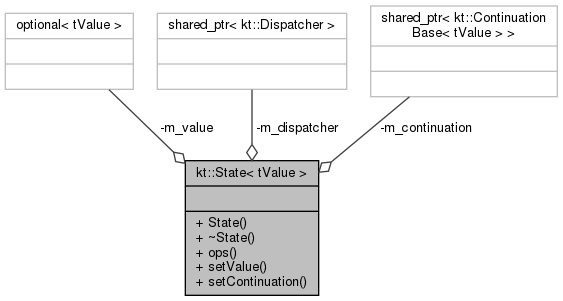 optional< tValue >
shared_ptr< kt::Dispatcher >
shared_ptr< kt::Continuation
Base< tValue > >
-m_value
-m_dispatcher
-m_continuation
kt::State< tValue >
+ State()
+ ~State()
+ ops()
+ setValue()
+ setContinuation()